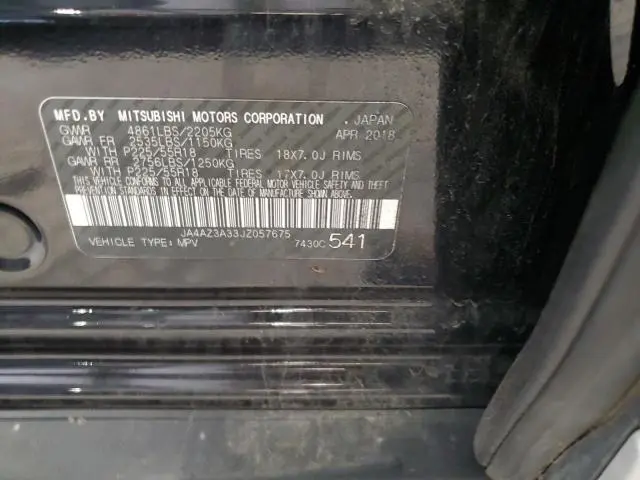 MFD.BY MITSUBISHI MOTORS CORPORATION . JAPAN
GVWR 4861LBS/2205KG APR 2018
GAWR FR 2535LBS/1150KG
WITH P225/55R18 TIRES 18X7.0J RIMS
GAWR RR 2756LBS/1250KG
WITH P225/55R18 TIRES 17X7.0J RIMS
THIS VEHICLE CONFORMS TO ALL APPLICABLE FEDERAL MOTOR VEHICLE SAFETY AND THEFT
PREVENTION STANDARDS IN EFFECT ON THE DATE OF MANUFACTURE SHOWN ABOVE.
JA4AZ3A33JZ057675
VEHICLE TYPE: MPV 7430C 541